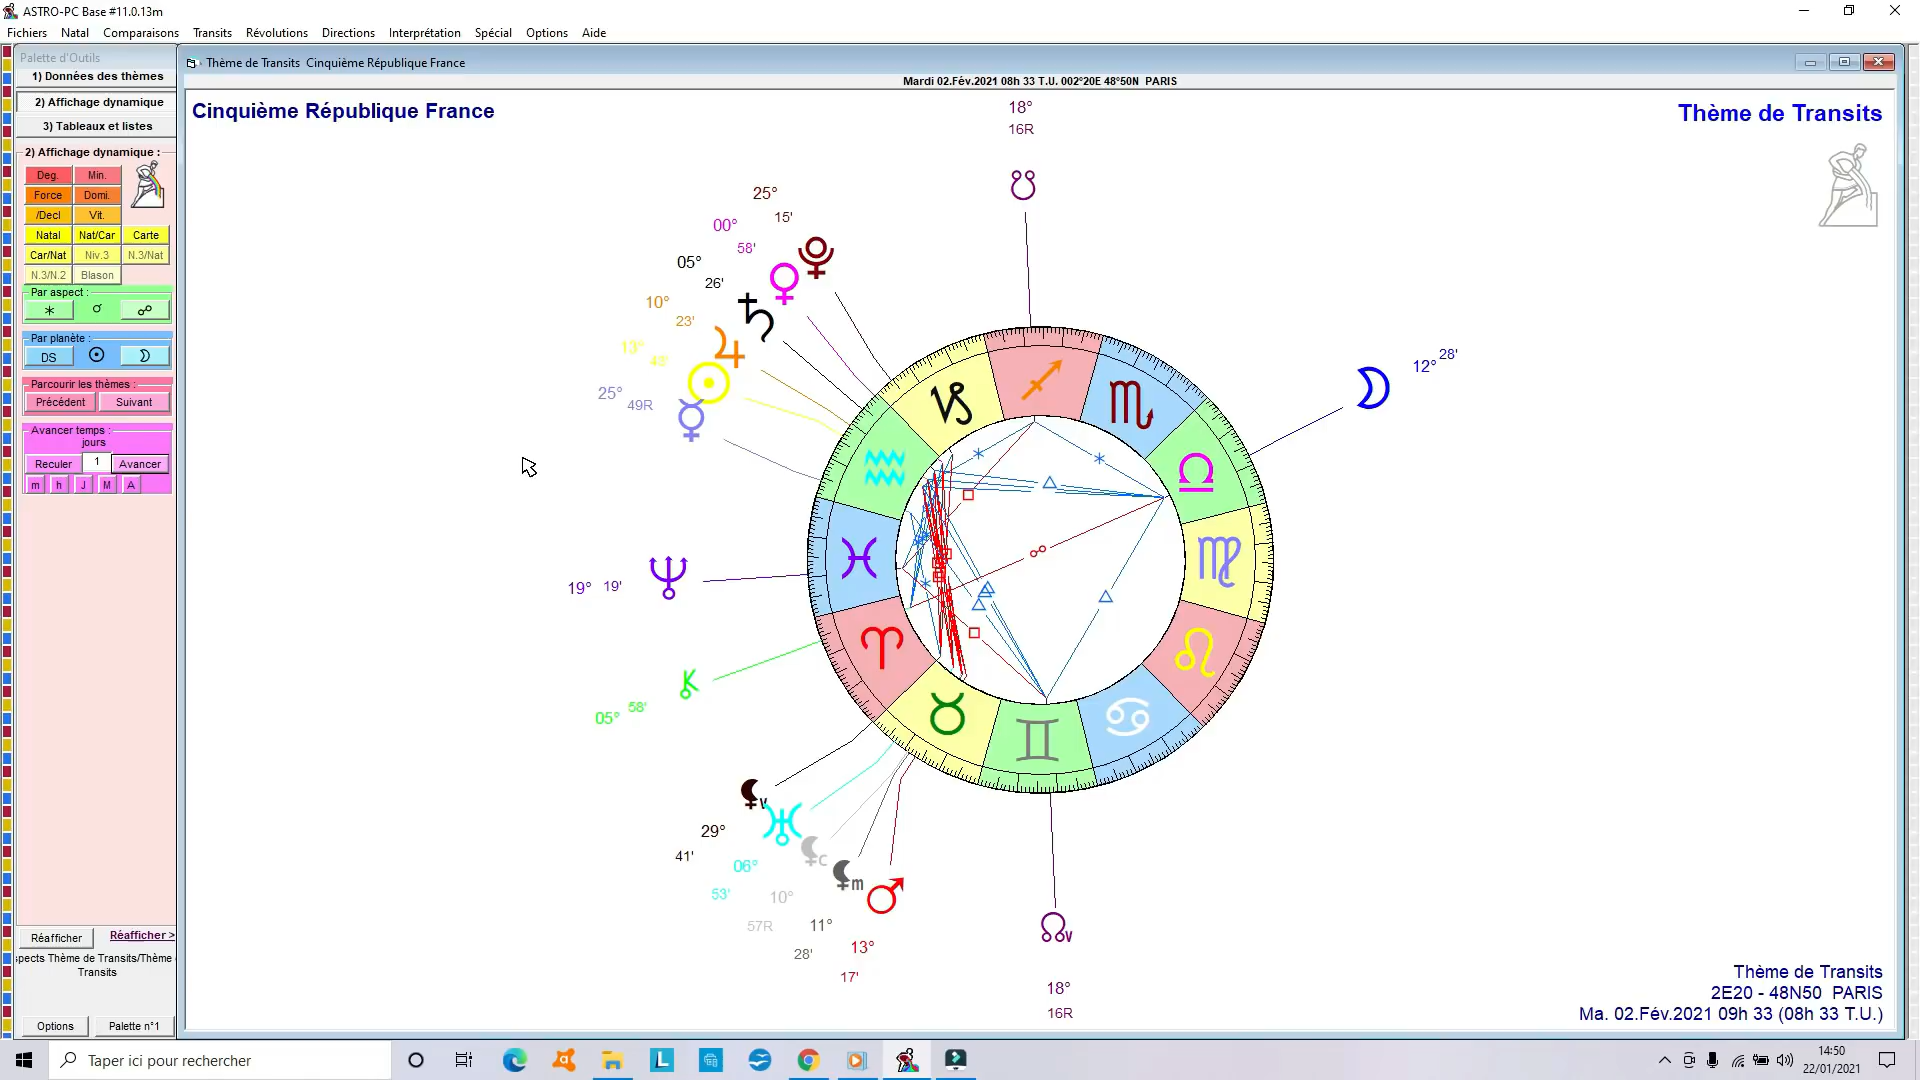 ASTRO-PC Base #11.0.13m
Fichiers Natal Comparaisons Transits Révolutions Directions Interprétation Spécial Options Aide
Palette d'Outils
1) Données des thèmes
2) Affichage dynamique
3) Tableaux et listes
2) Affichage dynamique :
Deg. Min.
Force Domi.
/Decl Vit.
Natal Nat/Car Carte
Car/Nat Niv.3 N.3/Nat
N.3/N.2 Blason
Par aspect :
Par planète :
DS
Parcourir les thèmes :
Précédent Suivant
Avancer temps :
jours
Reculer 1 Avancer
m h J M A
Réafficher Réafficher >
spects Thème de Transits/Thème
Transits
Options Palette n°1
Thème de Transits Cinquième République France
Mardi 02.Fév.2021 08h 33 T.U. 002°20E 48°50N PARIS
Cinquième République France
Thème de Transits
18°
16R
25°
15'
00°
58'
05°
26'
10°
23'
13°
43'
25°
49R
12° 28'
19° 19'
05° 58'
29°
41'
06°
53'
10°
57R
11°
28'
13°
17'
18°
16R
v
c
m
v
Thème de Transits
2E20 - 48N50 PARIS
Ma. 02.Fév.2021 09h 33 (08h 33 T.U.)
Taper ici pour rechercher
L
14:50
22/01/2021